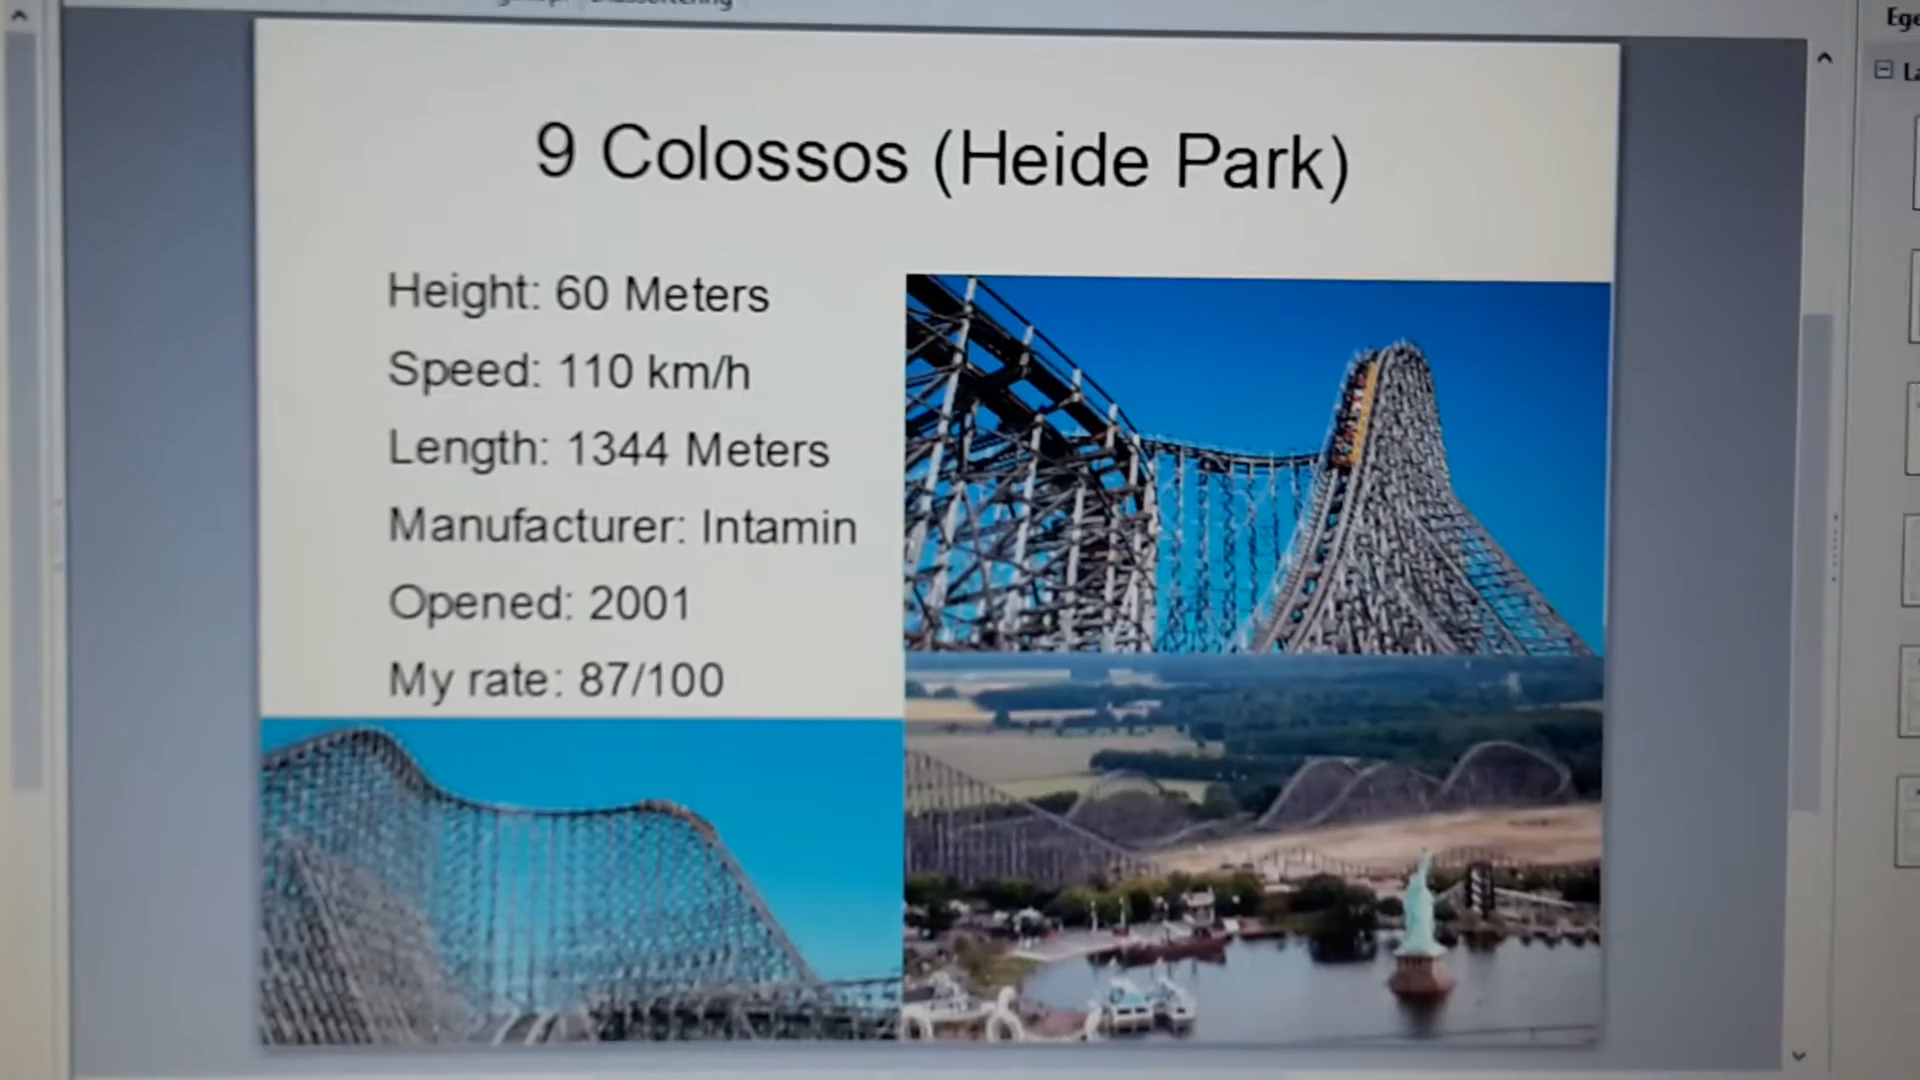 9 Colossos (Heide Park)
Height: 60 Meters
Speed: 110 km/h
Length: 1344 Meters
Manufacturer: Intamin
Opened: 2001
My rate: 87/100